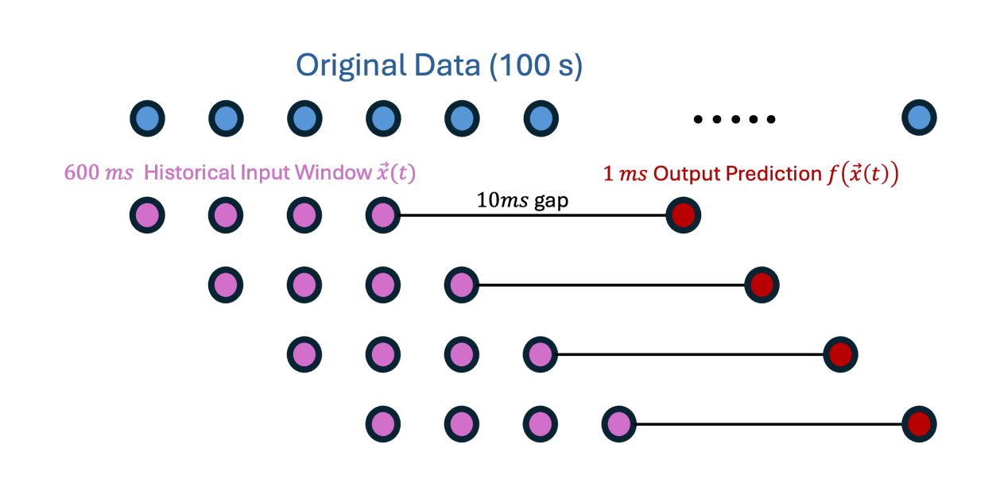 Original Data (100 s)
600 ms Historical Input Window x⃗(t)
1 ms Output Prediction f(x⃗(t))
10ms gap